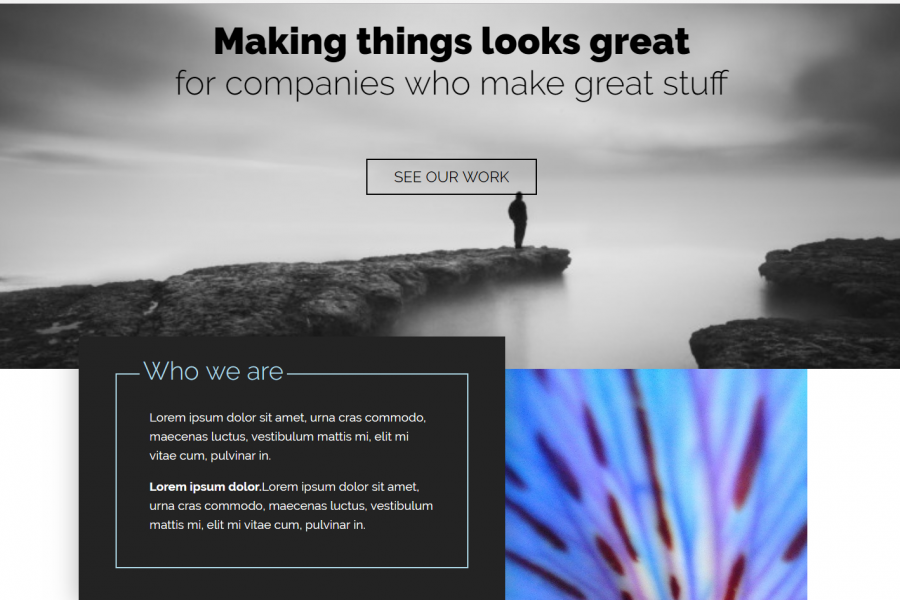 Making things looks great
for companies who make great stuff
SEE OUR WORK
Who we are
Lorem ipsum dolor sit amet, urna cras commodo,
maecenas luctus, vestibulum mattis mi, elit mi
vitae cum, pulvinar in.
Lorem ipsum dolor.Lorem ipsum dolor sit amet,
urna cras commodo, maecenas luctus, vestibulum
mattis mi, elit mi vitae cum, pulvinar in.